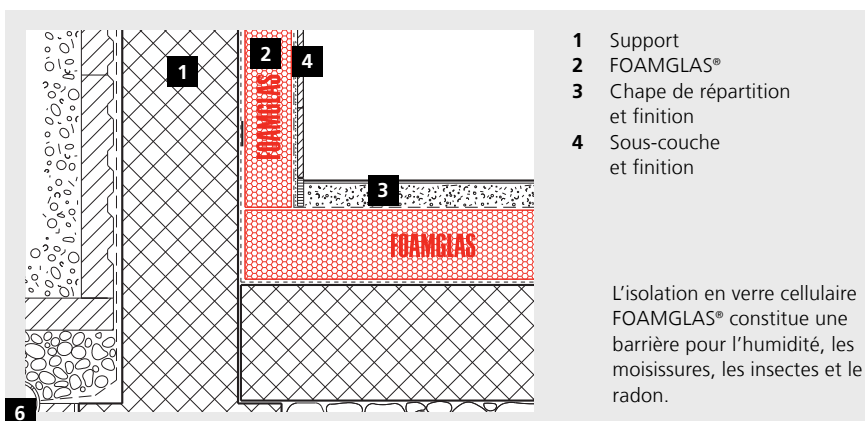 2
4
1
FOAMGLAS
3
FOAMGLAS
6
1 Support
2 FOAMGLAS®
3 Chape de répartition
et finition
4 Sous-couche
et finition
L’isolation en verre cellulaire
FOAMGLAS® constitue une
barrière pour l’humidité, les
moisissures, les insectes et le
radon.